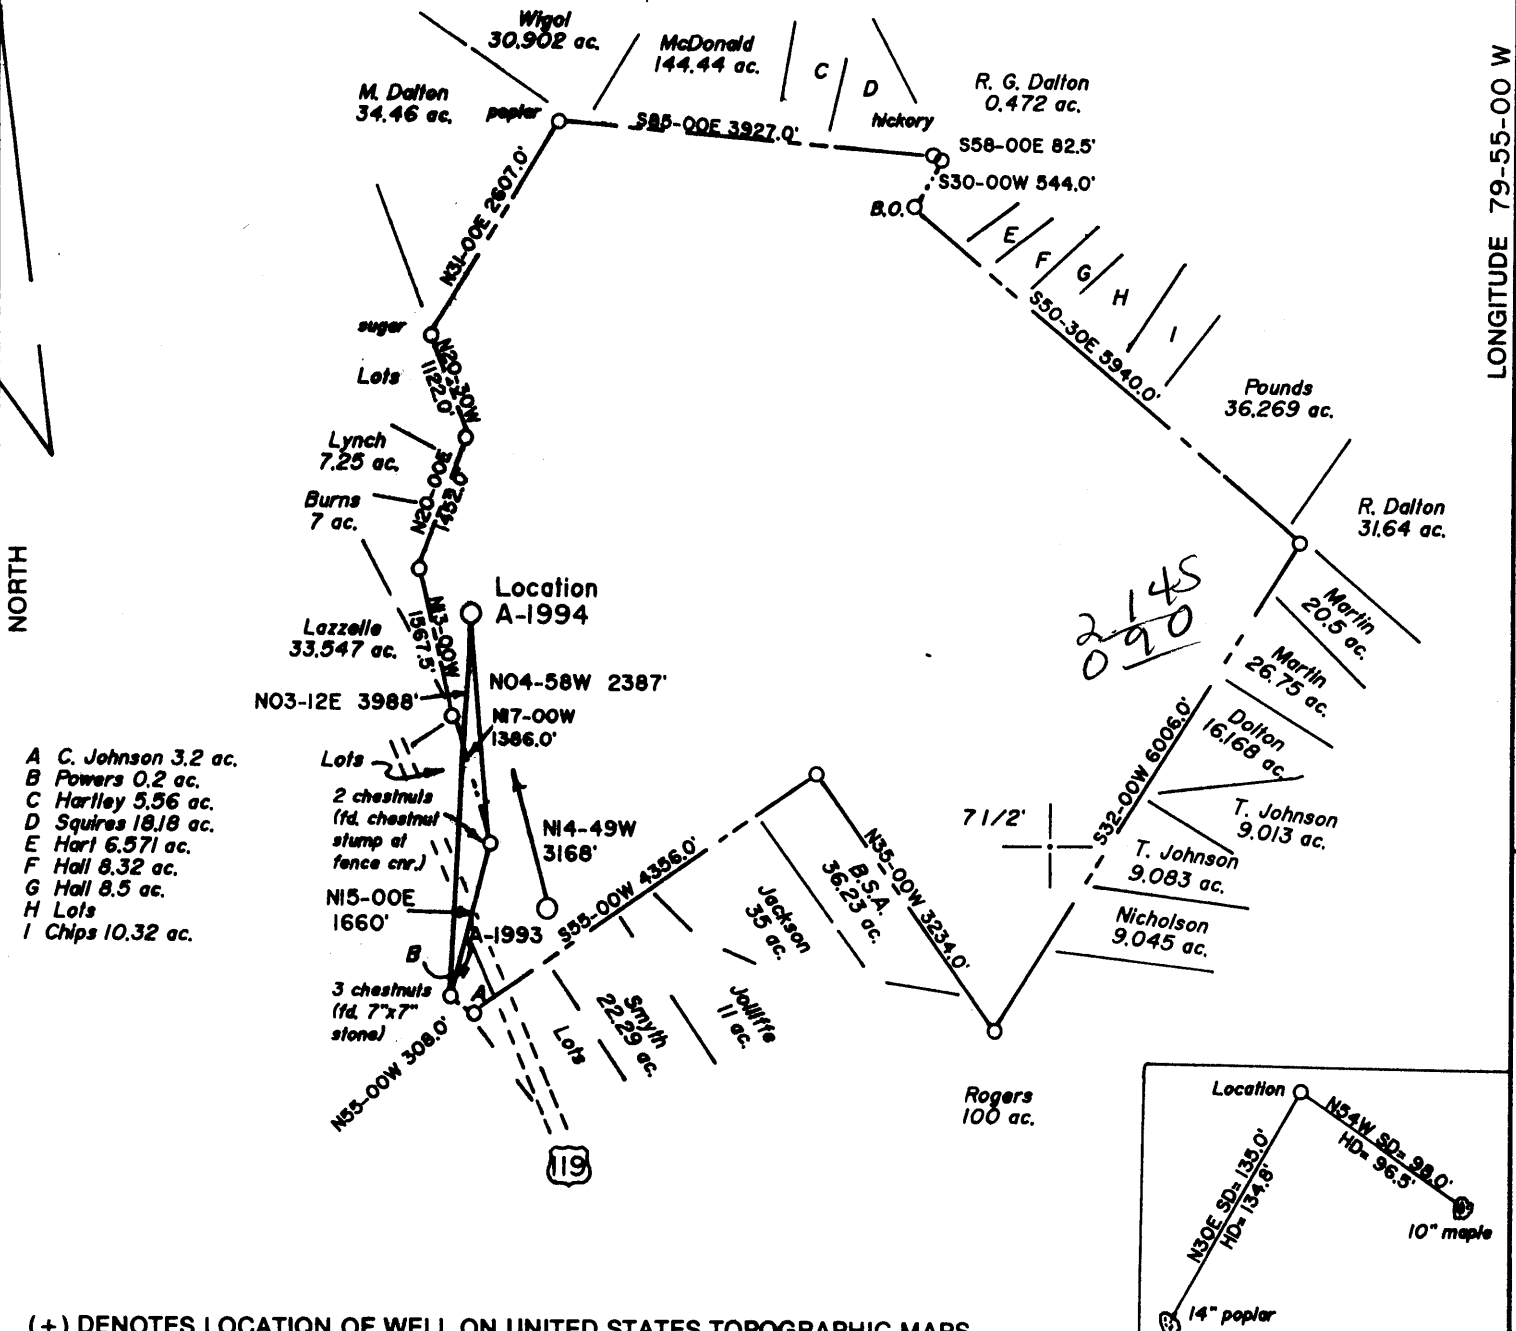 Wigal
30.902 ac.
McDonald
144.44 ac.
C
D
R. G. Dalton
0.472 ac.
M. Dalton
34.46 ac.
poplar
hickory
S85-00E 3927.0'
S58-00E 82.5'
S30-00W 544.0'
B.O.
LONGITUDE 79-55-00 W
N31-00E 2607.0'
E
F
G
H
I
S50-30E 5940.0'
sugar
Lots
N20-30W
1122.0'
Pounds
36.269 ac.
Lynch
7.25 ac.
N20-00E
1452.0'
Burns
7 ac.
R. Dalton
31.64 ac.
NORTH
Location
A-1994
145
2 90
0
Martin
20.5 ac.
Lazzelle
33.547 ac.
N13-00W
1567.5'
Martin
26.75 ac.
N03-12E 3988'
N04-58W 2387'
N17-00W
1386.0'
Dalton
16.168 ac.
S32-00W 6006.0'
A C. Johnson 3.2 ac.
B Powers 0.2 ac.
C Hartley 5.56 ac.
D Squires 18.18 ac.
E Hart 6.571 ac.
F Hall 8.32 ac.
G Hall 8.5 ac.
H Lots
I Chips 10.32 ac.
Lots
2 chestnuts
(fd. chestnut
stump at
fence cnr.)
N14-49W
3168'
7 1/2'
T. Johnson
9.013 ac.
T. Johnson
9.083 ac.
N15-00E
1660'
A-1993
S55-00W 4356.0'
N35-00W 3234.0'
B.S.A.
36.23 ac.
Jackson
35 ac.
Nicholson
9.045 ac.
B
A
3 chestnuts
(fd. 7"x7"
stone)
N55-00W 308.0'
Lots
Smyth
22.29 ac.
Jolliffe
11 ac.
Rogers
100 ac.
119
Location
N54W SD= 98.0'
HD= 96.5'
10" maple
N30E SD= 135.0'
HD= 134.8'
14" poplar
(+) DENOTES LOCATION OF WELL ON UNITED STATES TOPOGRAPHIC MAPS